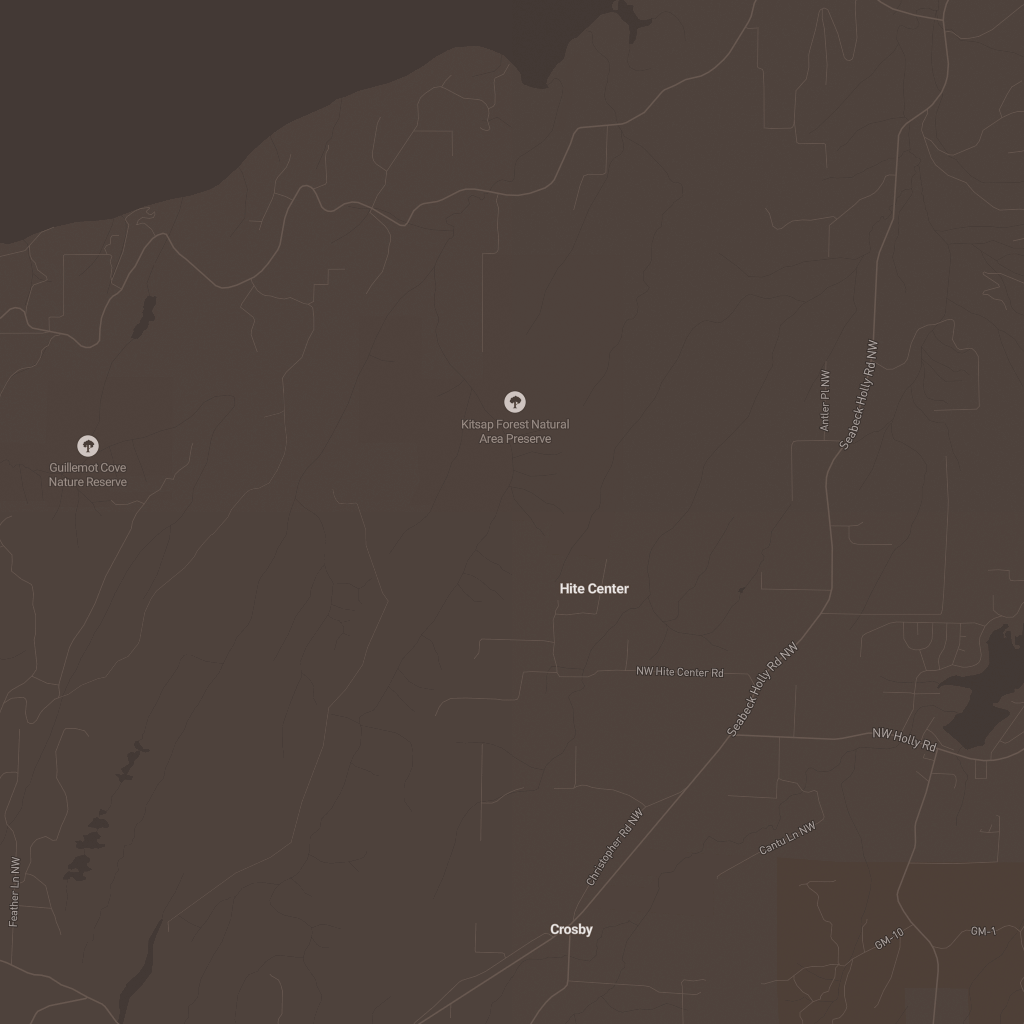 Seabeck Holly Rd NW
Antler Pl NW
Kitsap Forest Natural
Area Preserve
Guillemot Cove
Nature Reserve
Hite Center
NW Hite Center Rd
Seabeck Holly Rd NW
NW Holly Rd
Christopher Rd NW
Cantu Ln NW
Feather Ln NW
Crosby
GM-10
GM-1